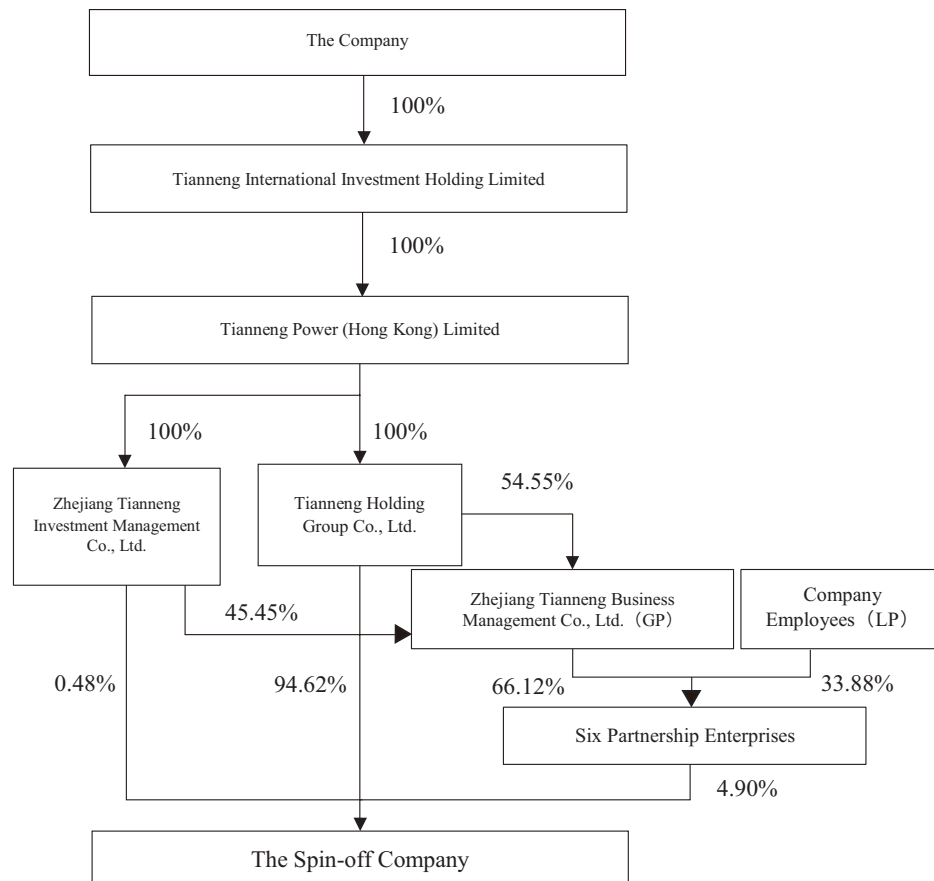 The Company
100%
Tianneng International Investment Holding Limited
100%
Tianneng Power (Hong Kong) Limited
100%
100%
Zhejiang Tianneng
Investment Management
Co., Ltd.
Tianneng Holding
Group Co., Ltd.
54.55%
45.45%
Zhejiang Tianneng Business
Management Co., Ltd.（GP）
Company
Employees（LP）
0.48%
94.62%
66.12%
33.88%
Six Partnership Enterprises
4.90%
The Spin-off Company